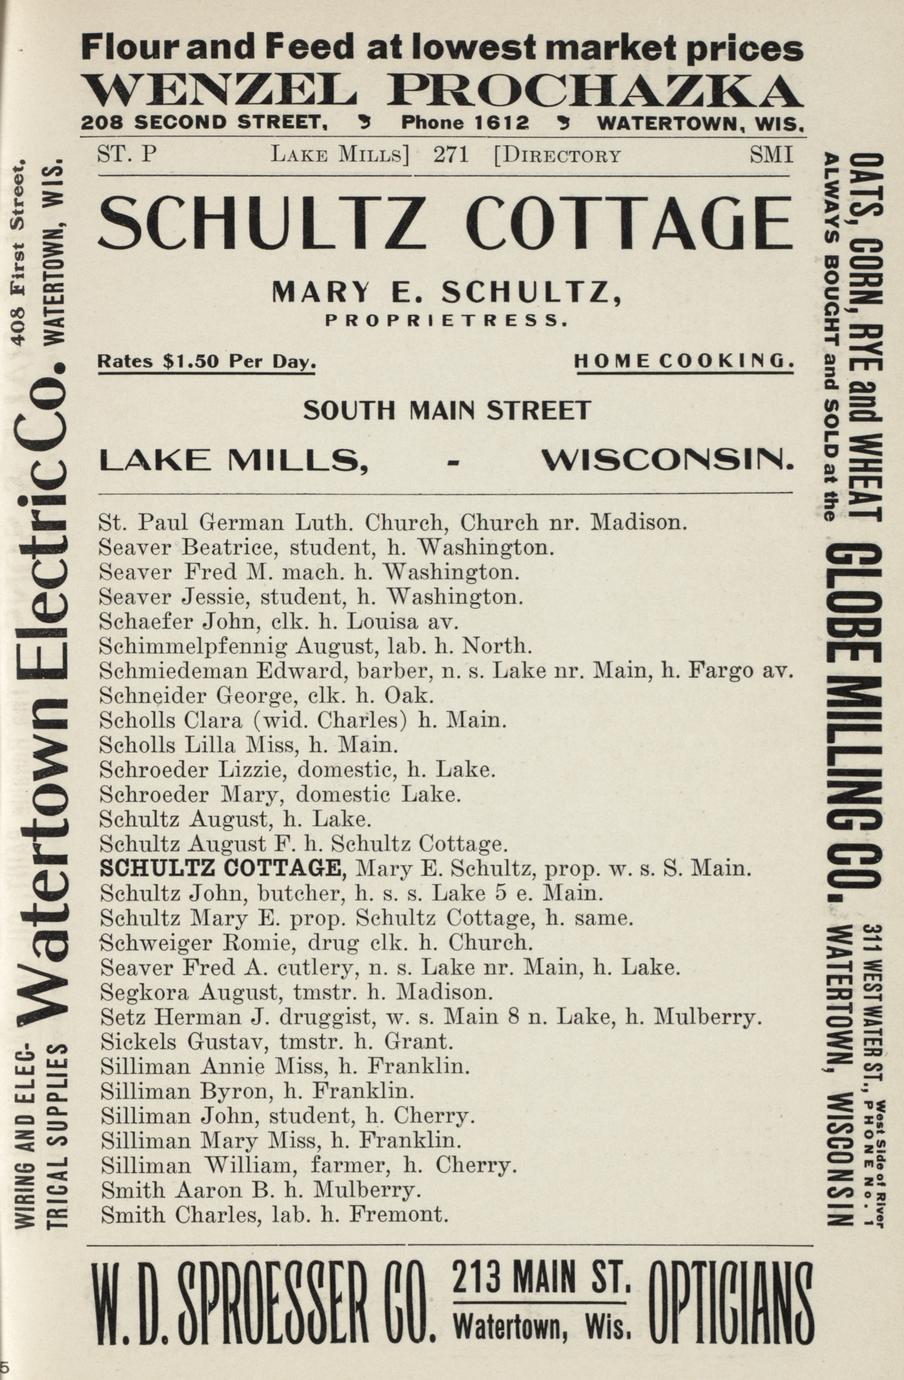 Flour and Feed at lowest market prices
WENZEL PROCHAZKA
208 SECOND STREET, Phone 1612 WATERTOWN, WIS.
ST. P LAKE MILLS] 271 [DIRECTORY SMI
SCHULTZ COTTAGE
MARY E. SCHULTZ,
PROPRIETRESS.
Rates $1.50 Per Day. HOME COOKING.
SOUTH MAIN STREET
LAKE MILLS, - WISCONSIN.
St. Paul German Luth. Church, Church nr. Madison.
Seaver Beatrice, student, h. Washington.
Seaver Fred M. mach. h. Washington.
Seaver Jessie, student, h. Washington.
Schaefer John, clk. h. Louisa av.
Schimmelpfennig August, lab. h. North.
Schmiedeman Edward, barber, n. s. Lake nr. Main, h. Fargo av.
Schneider George, clk. h. Oak.
Scholls Clara (wid. Charles) h. Main.
Scholls Lilla Miss, h. Main.
Schroeder Lizzie, domestic, h. Lake.
Schroeder Mary, domestic Lake.
Schultz August, h. Lake.
Schultz August F. h. Schultz Cottage.
SCHULTZ COTTAGE, Mary E. Schultz, prop. w. s. S. Main.
Schultz John, butcher, h. s. s. Lake 5 e. Main.
Schultz Mary E. prop. Schultz Cottage, h. same.
Schweiger Romie, drug clk. h. Church.
Seaver Fred A. cutlery, n. s. Lake nr. Main, h. Lake.
Segkora August, tmstr. h. Madison.
Setz Herman J. druggist, w. s. Main 8 n. Lake, h. Mulberry.
Sickels Gustav, tmstr. h. Grant.
Silliman Annie Miss, h. Franklin.
Silliman Byron, h. Franklin.
Silliman John, student, h. Cherry.
Silliman Mary Miss, h. Franklin.
Silliman William, farmer, h. Cherry.
Smith Aaron B. h. Mulberry.
Smith Charles, lab. h. Fremont.
W. D. SPROESSER CO. 213 MAIN ST. Watertown, Wis. OPTICIANS
5
WIRING AND ELEC-
TRICAL SUPPLIES
Watertown Electric Co.
408 First Street,
WATERTOWN, WIS.
OATS, CORN, RYE and WHEAT
ALWAYS BOUGHT and SOLD at the
GLOBE MILLING CO.
311 WEST WATER ST., West Side of River
PHONE No. 1
WATERTOWN, WISCONSIN